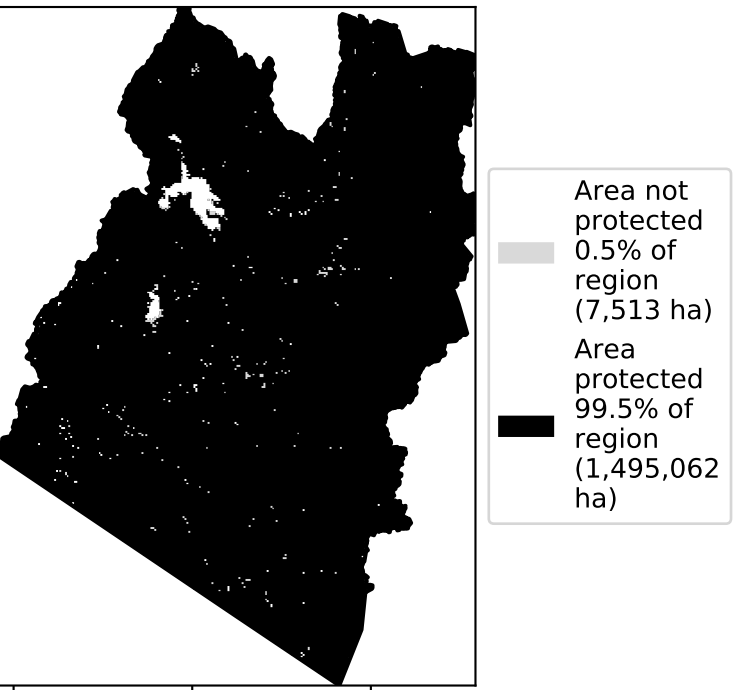 Area not
protected
0.5% of
region
(7,513 ha)
Area
protected
99.5% of
region
(1,495,062
ha)